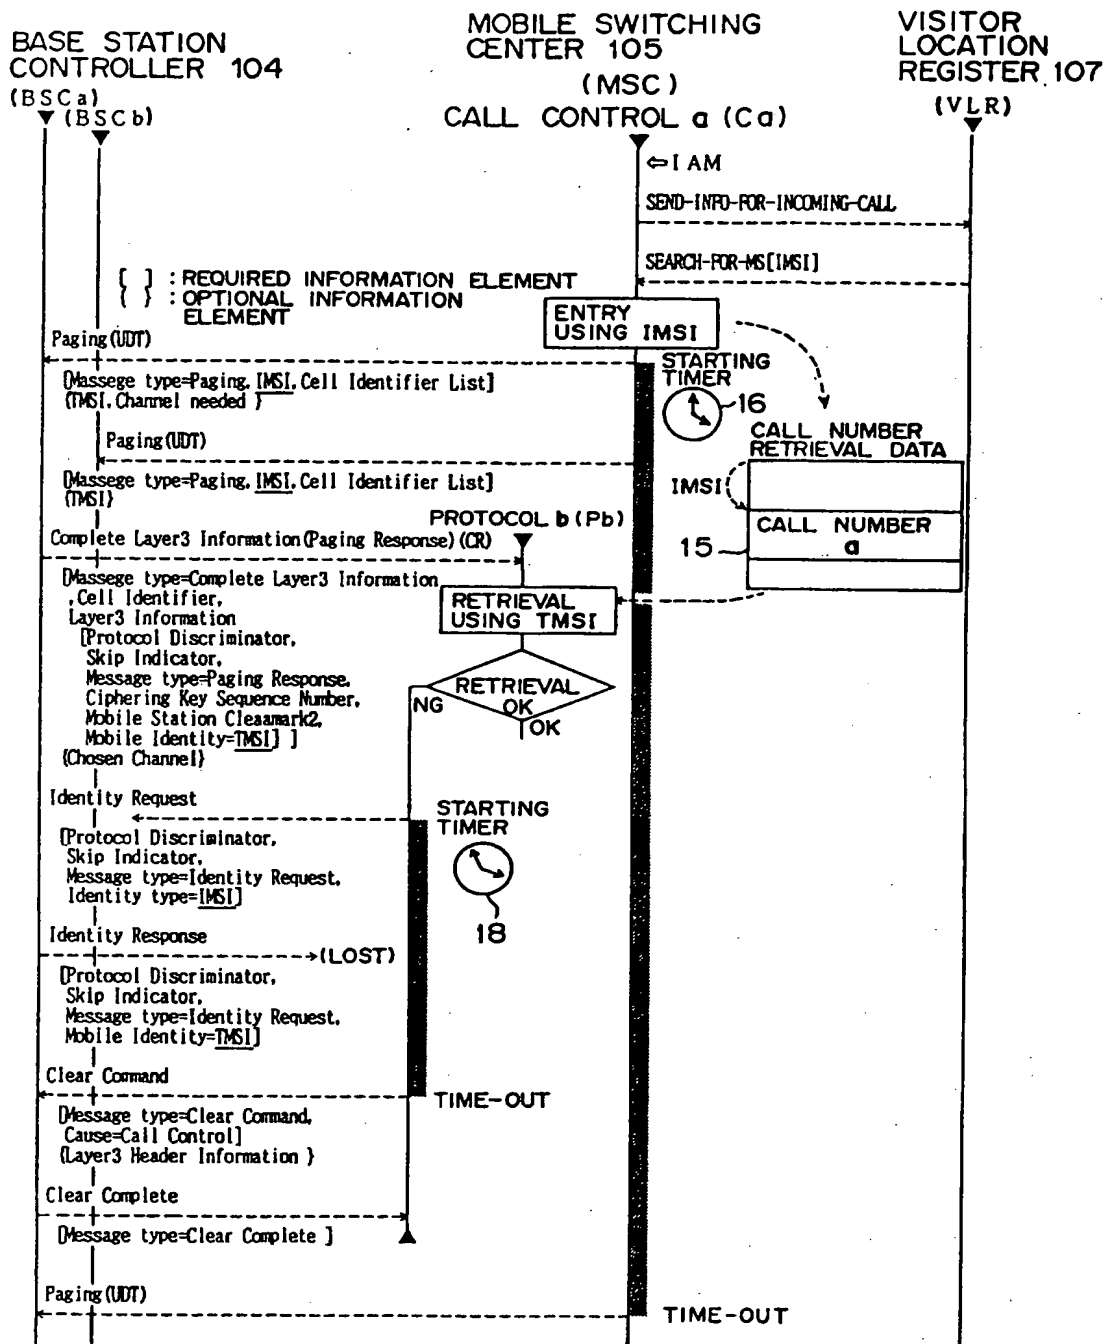 BASE STATION
CONTROLLER 104
(BSCa)
(BSCb)
MOBILE SWITCHING
CENTER 105
(MSC)
CALL CONTROL a (Ca)
VISITOR
LOCATION
REGISTER 107
(VLR)
⇦I AM
SEND-INFO-FOR-INCOMING-CALL
SEARCH-FOR-MS[IMSI]
[ ] : REQUIRED INFORMATION ELEMENT
{ } : OPTIONAL INFORMATION
ELEMENT
ENTRY
USING IMSI
Paging(UDT)
[Massege type=Paging, IMSI, Cell Identifier List]
{TMSI, Channel needed }
STARTING
TIMER
16
CALL NUMBER
RETRIEVAL DATA
Paging(UDT)
[Massege type=Paging, IMSI, Cell Identifier List]
{TMSI}
IMSI
CALL NUMBER
a
15
PROTOCOL b (Pb)
Complete Layer3 Information(Paging Response)(CR)
[Massege type=Complete Layer3 Information
,Cell Identifier,
Layer3 Information
[Protocol Discriminator,
Skip Indicator,
Message type=Paging Response,
Ciphering Key Sequence Number,
Mobile Station Cleaamark2,
Mobile Identity=TMSI] ]
{Chosen Channel}
RETRIEVAL
USING TMSI
RETRIEVAL
OK
NG
OK
Identity Request
[Protocol Discriminator,
Skip Indicator,
Message type=Identity Request,
Identity type=IMSI]
STARTING
TIMER
18
Identity Response
(LOST)
[Protocol Discriminator,
Skip Indicator,
Message type=Identity Request,
Mobile Identity=TMSI]
Clear Command
TIME-OUT
[Message type=Clear Command,
Cause=Call Control]
{Layer3 Header Information }
Clear Complete
[Message type=Clear Complete ]
Paging(UDT)
TIME-OUT